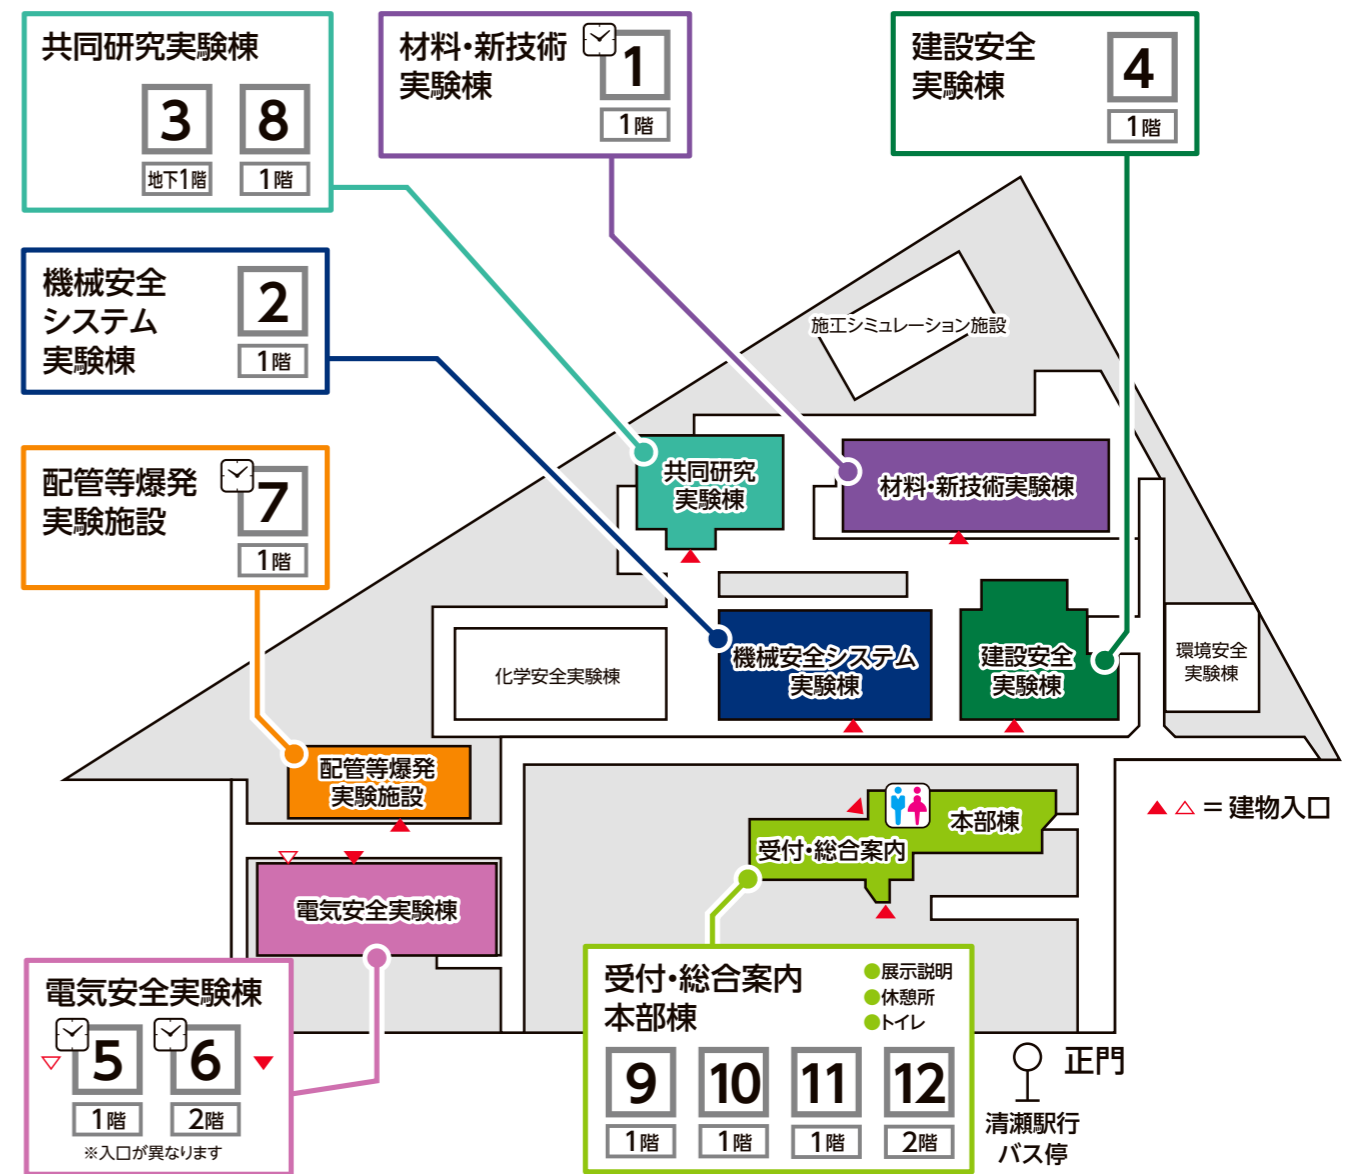 共同研究実験棟
3
8
地下1階
1階
材料・新技術
実験棟
1
1階
建設安全
実験棟
4
1階
機械安全
システム
実験棟
2
1階
配管等爆発
実験施設
7
1階
施工シミュレーション施設
共同研究
実験棟
材料・新技術実験棟
化学安全実験棟
機械安全システム
実験棟
建設安全
実験棟
環境安全
実験棟
配管等爆発
実験施設
本部棟
受付・総合案内
▲ △ = 建物入口
電気安全実験棟
電気安全実験棟
5
6
1階
2階
※入口が異なります
受付・総合案内
本部棟
●展示説明
●休憩所
●トイレ
9
10
11
12
1階
1階
1階
2階
正門
清瀬駅行
バス停